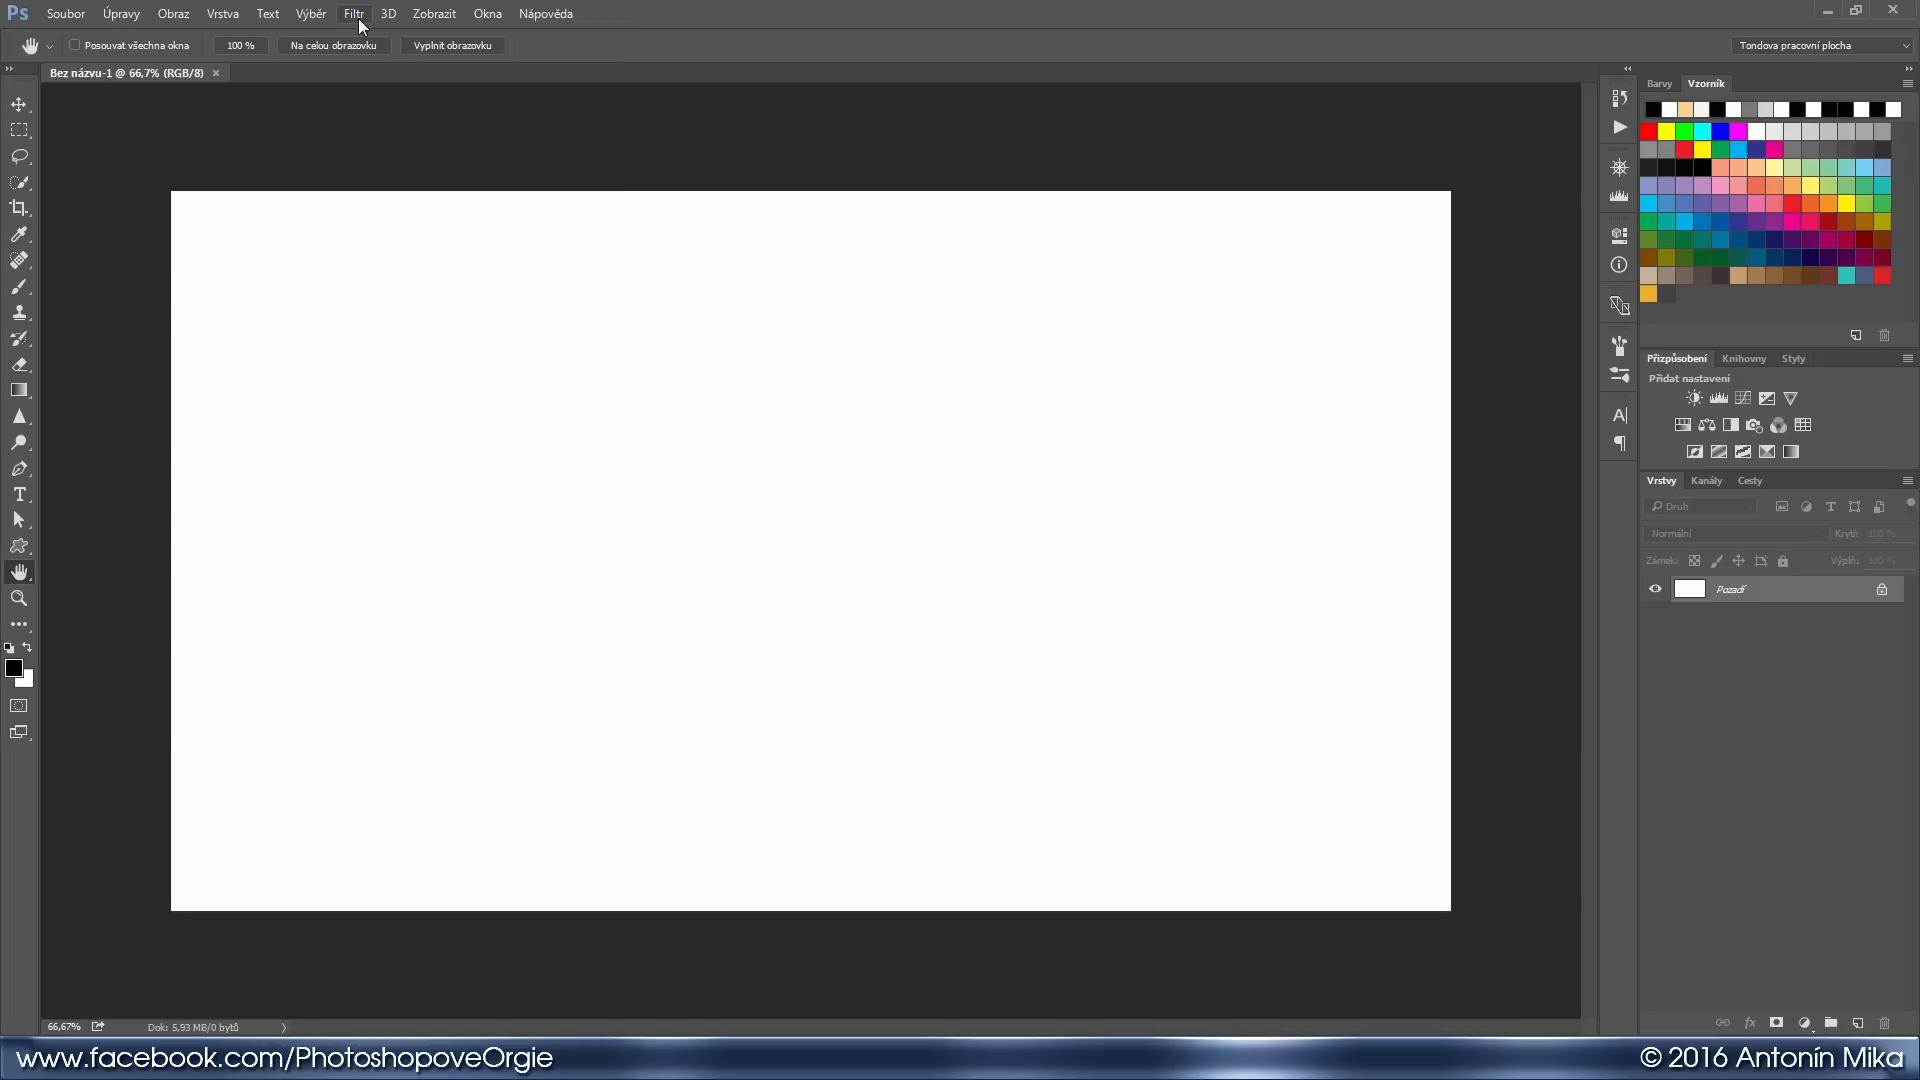 Ps Soubor Úpravy Obraz Vrstva Text Výběr Filtr 3D Zobrazit Okna Nápověda
Posouvat všechna okna 100 % Na celou obrazovku Vyplnit obrazovku Tondova pracovní plocha
Bez názvu-1 @ 66,7% (RGB/8)
Barvy Vzorník
Přizpůsobení Knihovny Styly
Přidat nastavení
Vrstvy Kanály Cesty
Druh
Normální Krytí: 100 %
Zámek: Výplň: 100 %
Pozadí
66,67% Dok: 5,93 MB/0 bytů
www.facebook.com/PhotoshopoveOrgie © 2016 Antonín Mika